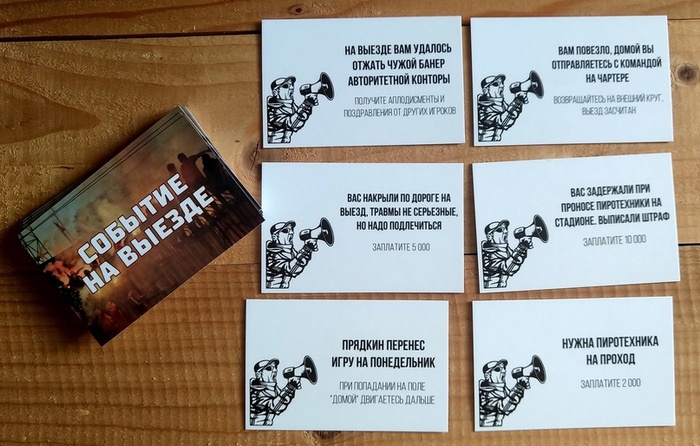 СОБЫТИЕ
НА ВЫЕЗДЕ
НА ВЫЕЗДЕ ВАМ УДАЛОСЬ
ОТЖАТЬ ЧУЖОЙ БАНЕР
АВТОРИТЕТНОЙ КОНТОРЫ
ПОЛУЧИТЕ АПЛОДИСМЕНТЫ И
ПОЗДРАВЛЕНИЯ ОТ ДРУГИХ ИГРОКОВ
ВАМ ПОВЕЗЛО, ДОМОЙ ВЫ
ОТПРАВЛЯЕТЕСЬ С КОМАНДОЙ
НА ЧАРТЕРЕ
ВОЗВРАЩАЙТЕСЬ НА ВНЕШНИЙ КРУГ,
ВЫЕЗД ЗАСЧИТАН
ВАС НАКРЫЛИ ПО ДОРОГЕ НА
ВЫЕЗД, ТРАВМЫ НЕ СЕРЬЕЗНЫЕ,
НО НАДО ПОДЛЕЧИТЬСЯ
ЗАПЛАТИТЕ 5 000
ВАС ЗАДЕРЖАЛИ ПРИ
ПРОНОСЕ ПИРОТЕХНИКИ НА
СТАДИОНЕ. ВЫПИСАЛИ ШТРАФ
ЗАПЛАТИТЕ 10 000
ПРЯДКИН ПЕРЕНЕС
ИГРУ НА ПОНЕДЕЛЬНИК
ПРИ ПОПАДАНИИ НА ПОЛЕ
"ДОМОЙ" ДВИГАЕТЕСЬ ДАЛЬШЕ
НУЖНА ПИРОТЕХНИКА
НА ПРОХОД
ЗАПЛАТИТЕ 2 000